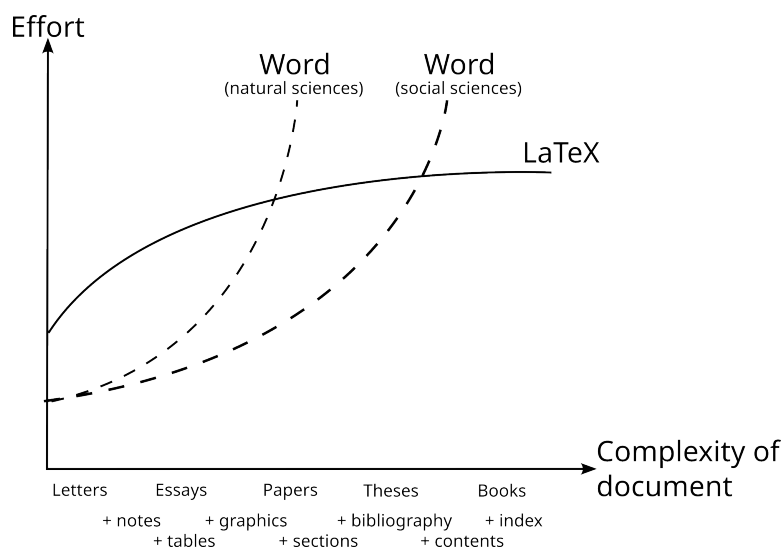 Effort
Word
(natural sciences)
Word
(social sciences)
LaTeX
Complexity of
document
Letters
Essays
Papers
Theses
Books
+ notes
+ graphics
+ bibliography
+ index
+ tables
+ sections
+ contents